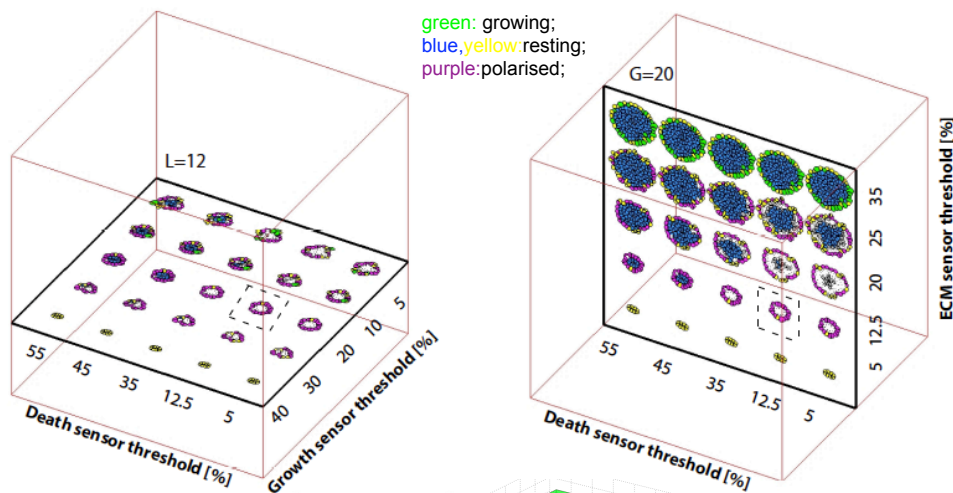 green: growing;
blue,yellow:resting;
purple:polarised;
L=12
55
45
35
12.5
5
Death sensor threshold [%]
40
30
20
10
5
Growth sensor threshold [%]
G=20
35
25
20
12.5
5
ECM sensor threshold [%]
55
45
35
12.5
5
Death sensor threshold [%]